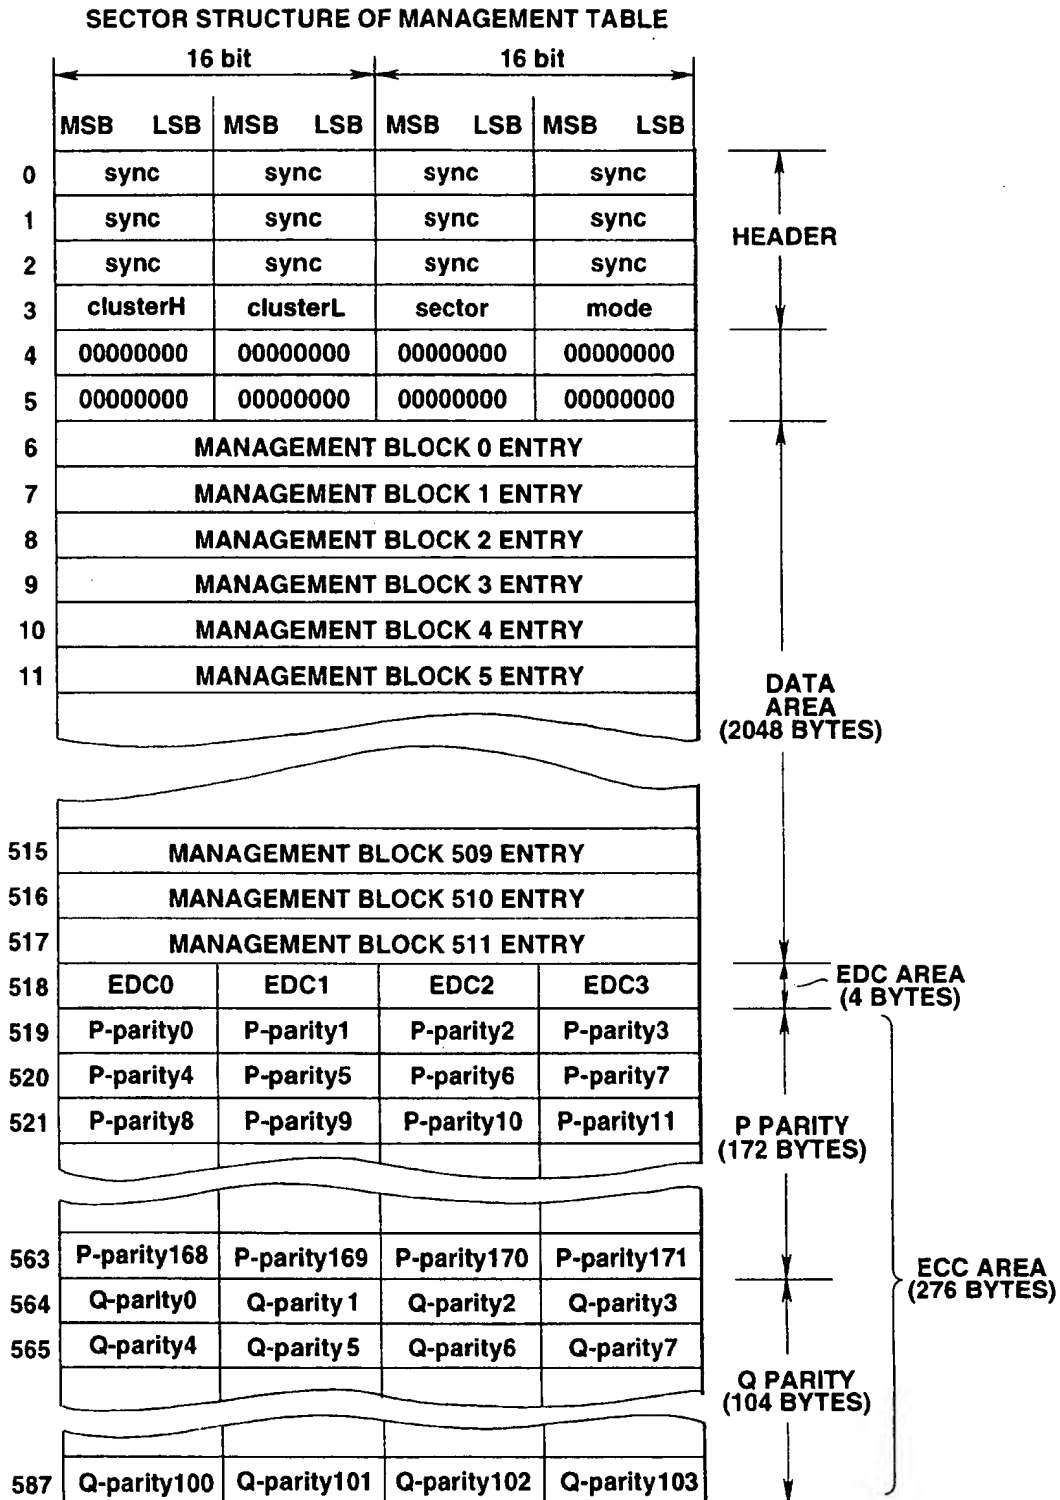 SECTOR STRUCTURE OF MANAGEMENT TABLE
16 bit 16 bit
MSB LSB MSB LSB MSB LSB MSB LSB
0 sync sync sync sync
1 sync sync sync sync
HEADER
2 sync sync sync sync
3 clusterH clusterL sector mode
4 00000000 00000000 00000000 00000000
5 00000000 00000000 00000000 00000000
6 MANAGEMENT BLOCK 0 ENTRY
7 MANAGEMENT BLOCK 1 ENTRY
8 MANAGEMENT BLOCK 2 ENTRY
9 MANAGEMENT BLOCK 3 ENTRY
10 MANAGEMENT BLOCK 4 ENTRY
11 MANAGEMENT BLOCK 5 ENTRY
DATA
AREA
(2048 BYTES)
515 MANAGEMENT BLOCK 509 ENTRY
516 MANAGEMENT BLOCK 510 ENTRY
517 MANAGEMENT BLOCK 511 ENTRY
518 EDC0 EDC1 EDC2 EDC3
EDC AREA
(4 BYTES)
519 P-parity0 P-parity1 P-parity2 P-parity3
520 P-parity4 P-parity5 P-parity6 P-parity7
521 P-parity8 P-parity9 P-parity10 P-parity11
P PARITY
(172 BYTES)
563 P-parity168 P-parity169 P-parity170 P-parity171
ECC AREA
(276 BYTES)
564 Q-parity0 Q-parity 1 Q-parity2 Q-parity3
565 Q-parity4 Q-parity 5 Q-parity6 Q-parity7
Q PARITY
(104 BYTES)
587 Q-parity100 Q-parity101 Q-parity102 Q-parity103